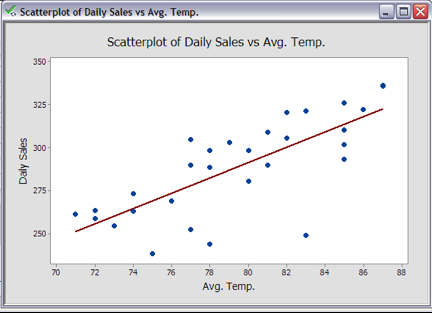 Scatterplot of Daily Sales vs Avg. Temp.
Scatterplot of Daily Sales vs Avg. Temp.
Daily Sales
350
325
300
275
250
70 72 74 76 78 80 82 84 86 88
Avg. Temp.